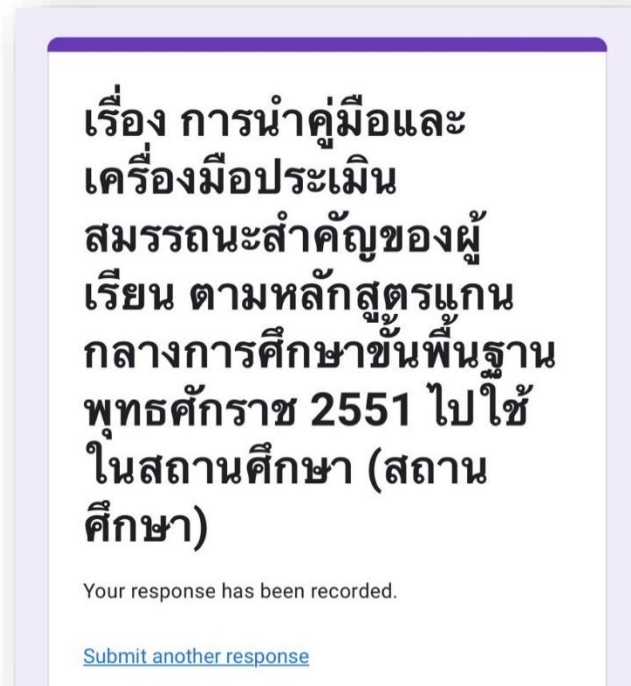 เรื่อง การนำคู่มือและ
เครื่องมือประเมิน
สมรรถนะสำคัญของผู้
เรียน ตามหลักสูตรแกน
กลางการศึกษาขั้นพื้นฐาน
พุทธศักราช 2551 ไปใช้
ในสถานศึกษา (สถาน
ศึกษา)
Your response has been recorded.
Submit another response